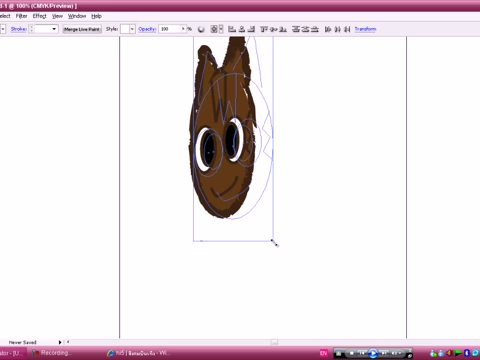 d-1 @ 100% (CMYK/Preview) ]
elect Filter Effect View Window Help
Stroke: Merge Live Paint Style: Opacity: 100 % Transform
Never Saved
ator - [U... Recording... EN